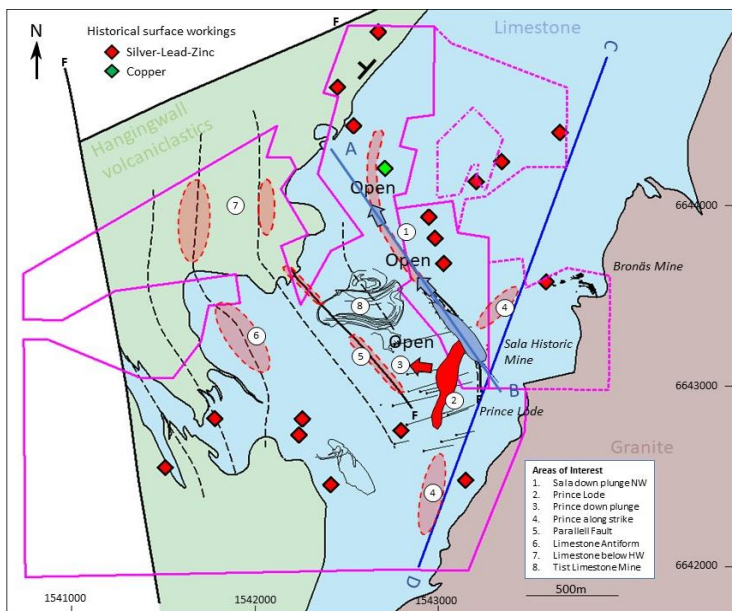 Historical surface workings
Silver-Lead-Zinc
Copper
N
F
F
Limestone
C
Hangingwall
volcaniclastics
A
Open
6644000
7
1
Open
Bronäs Mine
8
4
6
Sala Historic
Mine
Open
5
3
B
6643000
2
F
F
Prince Lode
Granite
4
Areas of Interest
1. Sala down plunge NW
2. Prince Lode
3. Prince down plunge
4. Prince along strike
5. Parallell Fault
6. Limestone Antiform
7. Limestone below HW
8. Tist Limestone Mine
D
6642000
500m
1541000
1542000
1543000